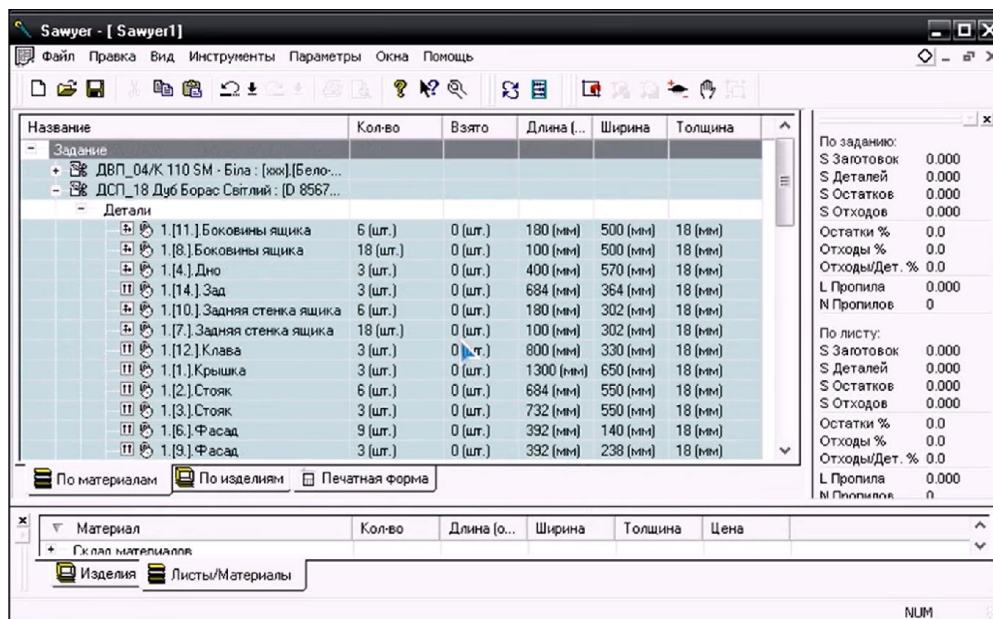 Sawyer - [ Sawyer1]
Файл Правка Вид Инструменты Параметры Окна Помощь
Название Кол-во Взято Длина (... Ширина Толщина
Задание
ДВП_04/К 110 SM - Біла : [xxx].[Бело-...
ДСП_18 Дуб Борас Світлий : [D 8567...
Детали
1.[11.].Боковины ящика 6 (шт.) 0 (шт.) 180 (мм) 500 (мм) 18 (мм)
1.[8.].Боковины ящика 18 (шт.) 0 (шт.) 100 (мм) 500 (мм) 18 (мм)
1.[4.].Дно 3 (шт.) 0 (шт.) 400 (мм) 570 (мм) 18 (мм)
1.[14.].Зад 3 (шт.) 0 (шт.) 684 (мм) 364 (мм) 18 (мм)
1.[10.].Задняя стенка ящика 6 (шт.) 0 (шт.) 180 (мм) 302 (мм) 18 (мм)
1.[7.].Задняя стенка ящика 18 (шт.) 0 (шт.) 100 (мм) 302 (мм) 18 (мм)
1.[12.].Клава 3 (шт.) 0 (шт.) 800 (мм) 330 (мм) 18 (мм)
1.[1.].Крышка 3 (шт.) 0 (шт.) 1300 (мм) 650 (мм) 18 (мм)
1.[2.].Стояк 6 (шт.) 0 (шт.) 684 (мм) 550 (мм) 18 (мм)
1.[3.].Стояк 3 (шт.) 0 (шт.) 732 (мм) 550 (мм) 18 (мм)
1.[6.].Фасад 9 (шт.) 0 (шт.) 392 (мм) 140 (мм) 18 (мм)
1.[9.].Фасад 3 (шт.) 0 (шт.) 392 (мм) 238 (мм) 18 (мм)
По материалам По изделиям Печатная форма
По заданию:
S Заготовок 0.000
S Деталей 0.000
S Остатков 0.000
S Отходов 0.000
Остатки % 0.0
Отходы % 0.0
Отходы/Дет. % 0.0
L Пропила 0.000
N Пропилов 0
По листу:
S Заготовок 0.000
S Деталей 0.000
S Остатков 0.000
S Отходов 0.000
Остатки % 0.0
Отходы % 0.0
Отходы/Дет. % 0.0
L Пропила 0.000
N Пропилов 0
Материал Кол-во Длина (о... Ширина Толщина Цена
Склад материалов
Изделия Листы/Материалы
NUM